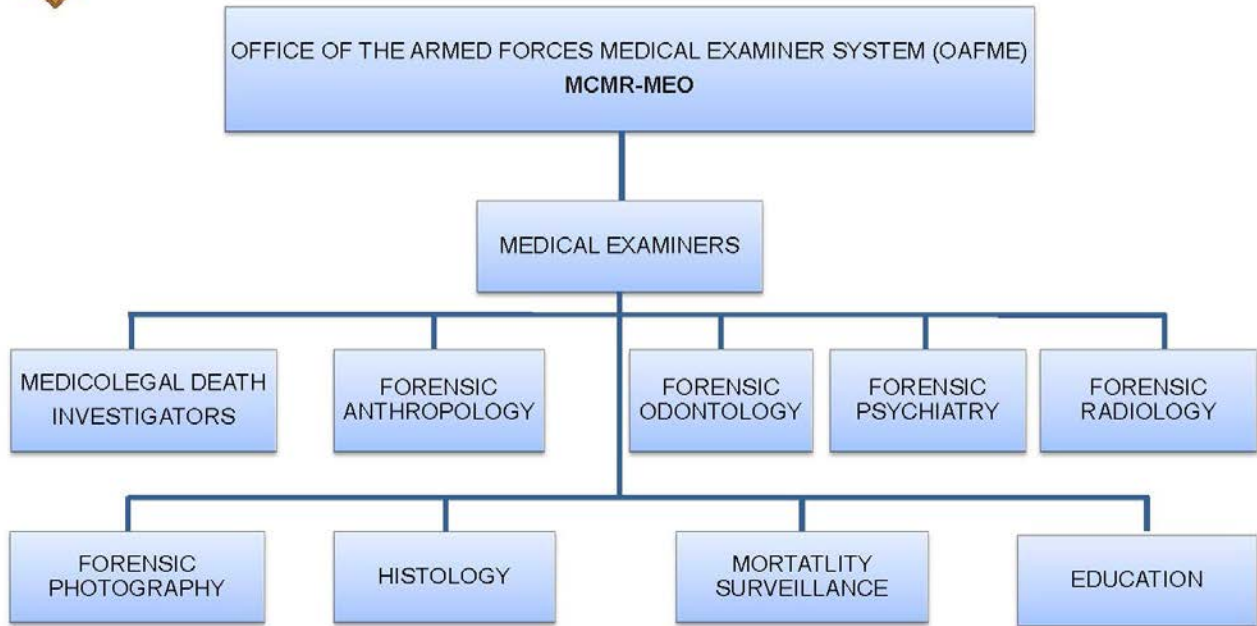 OFFICE OF THE ARMED FORCES MEDICAL EXAMINER SYSTEM (OAFME)
MCMR-MEO
MEDICAL EXAMINERS
MEDICOLEGAL DEATH
INVESTIGATORS
FORENSIC
ANTHROPOLOGY
FORENSIC
ODONTOLOGY
FORENSIC
PSYCHIATRY
FORENSIC
RADIOLOGY
FORENSIC
PHOTOGRAPHY
HISTOLOGY
MORTATLITY
SURVEILLANCE
EDUCATION